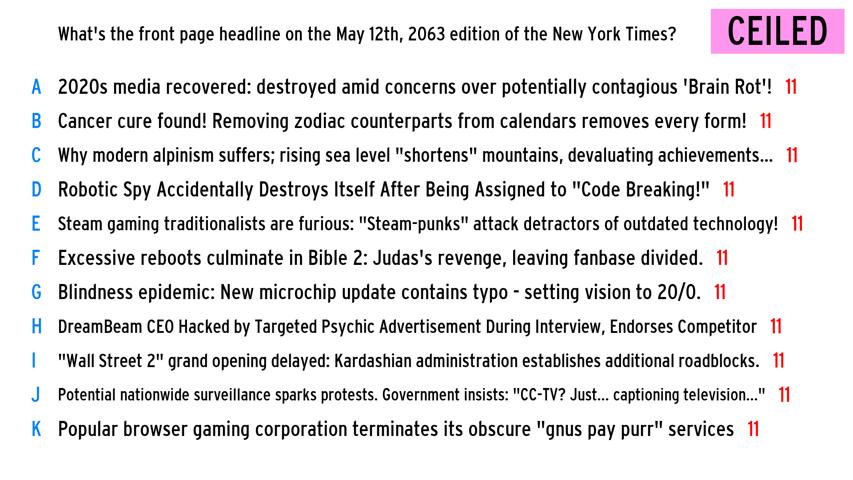 What's the front page headline on the May 12th, 2063 edition of the New York Times? CEILED
A 2020s media recovered: destroyed amid concerns over potentially contagious 'Brain Rot'! 11
B Cancer cure found! Removing zodiac counterparts from calendars removes every form! 11
C Why modern alpinism suffers; rising sea level "shortens" mountains, devaluating achievements... 11
D Robotic Spy Accidentally Destroys Itself After Being Assigned to "Code Breaking!" 11
E Steam gaming traditionalists are furious: "Steam-punks" attack detractors of outdated technology! 11
F Excessive reboots culminate in Bible 2: Judas's revenge, leaving fanbase divided. 11
G Blindness epidemic: New microchip update contains typo - setting vision to 20/0. 11
H DreamBeam CEO Hacked by Targeted Psychic Advertisement During Interview, Endorses Competitor 11
I "Wall Street 2" grand opening delayed: Kardashian administration establishes additional roadblocks. 11
J Potential nationwide surveillance sparks protests. Government insists: "CC-TV? Just... captioning television..." 11
K Popular browser gaming corporation terminates its obscure "gnus pay purr" services 11